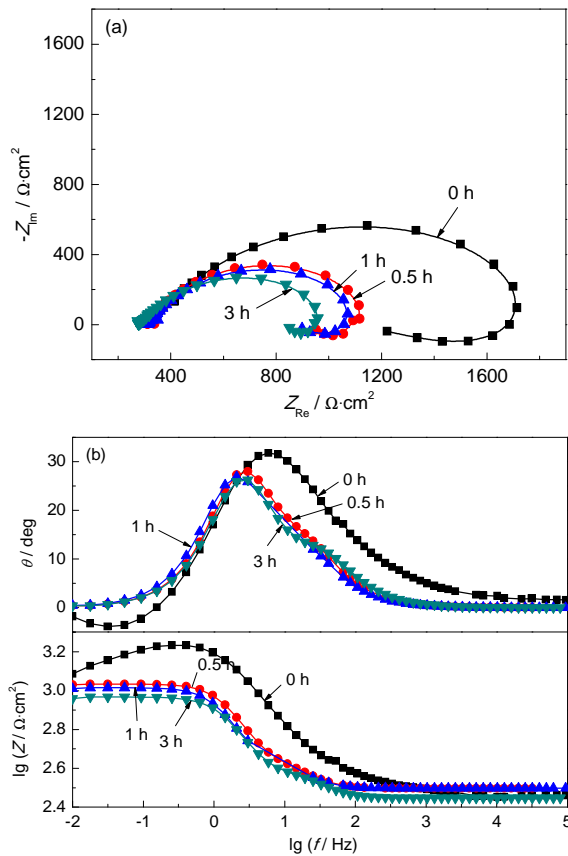 (a)
1600
1200
800
400
0
-Z_Im / Ω·cm²
0 h
1 h
0.5 h
3 h
400 800 1200 1600
Z_Re / Ω·cm²
(b)
30
20
10
0
θ / deg
0 h
0.5 h
1 h
3 h
3.2
3.0
2.8
2.6
2.4
lg (Z / Ω·cm²)
0.5 h
0 h
1 h
3 h
-2 -1 0 1 2 3 4 5
lg (f / Hz)